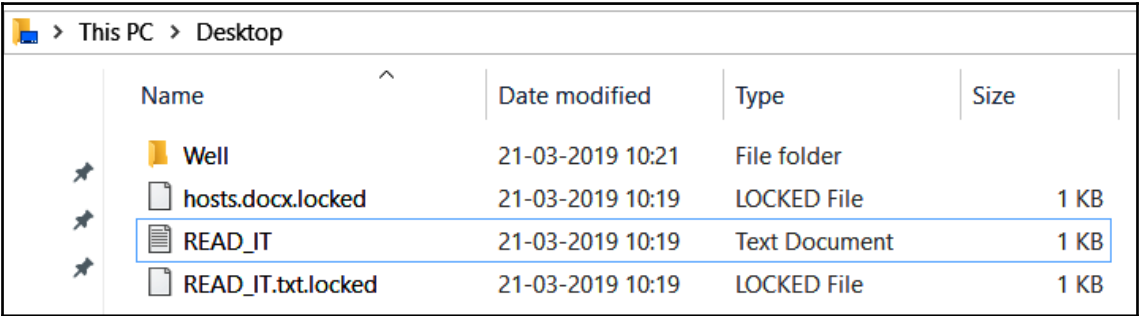 > This PC > Desktop
Name Date modified Type Size
Well 21-03-2019 10:21 File folder
hosts.docx.locked 21-03-2019 10:19 LOCKED File 1 KB
READ_IT 21-03-2019 10:19 Text Document 1 KB
READ_IT.txt.locked 21-03-2019 10:19 LOCKED File 1 KB